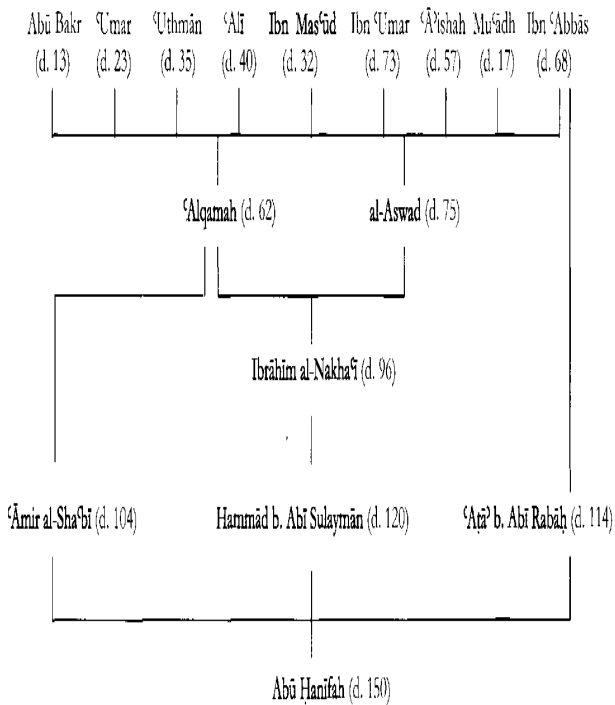 Abū Bakr ʿUmar ʿUthmān ʿAlī Ibn Masʿūd Ibn ʿUmar ʿĀʾishah Muʿādh Ibn ʿAbbās
(d. 13) (d. 23) (d. 35) (d. 40) (d. 32) (d. 73) (d. 57) (d. 17) (d. 68)
ʿAlqamah (d. 62) al-Aswad (d. 75)
Ibrāhīm al-Nakhaʿī (d. 96)
ʿĀmir al-Shaʿbī (d. 104) Hammād b. Abī Sulaymān (d. 120) ʿAṭāʾ b. Abī Rabāḥ (d. 114)
Abū Ḥanīfah (d. 150)